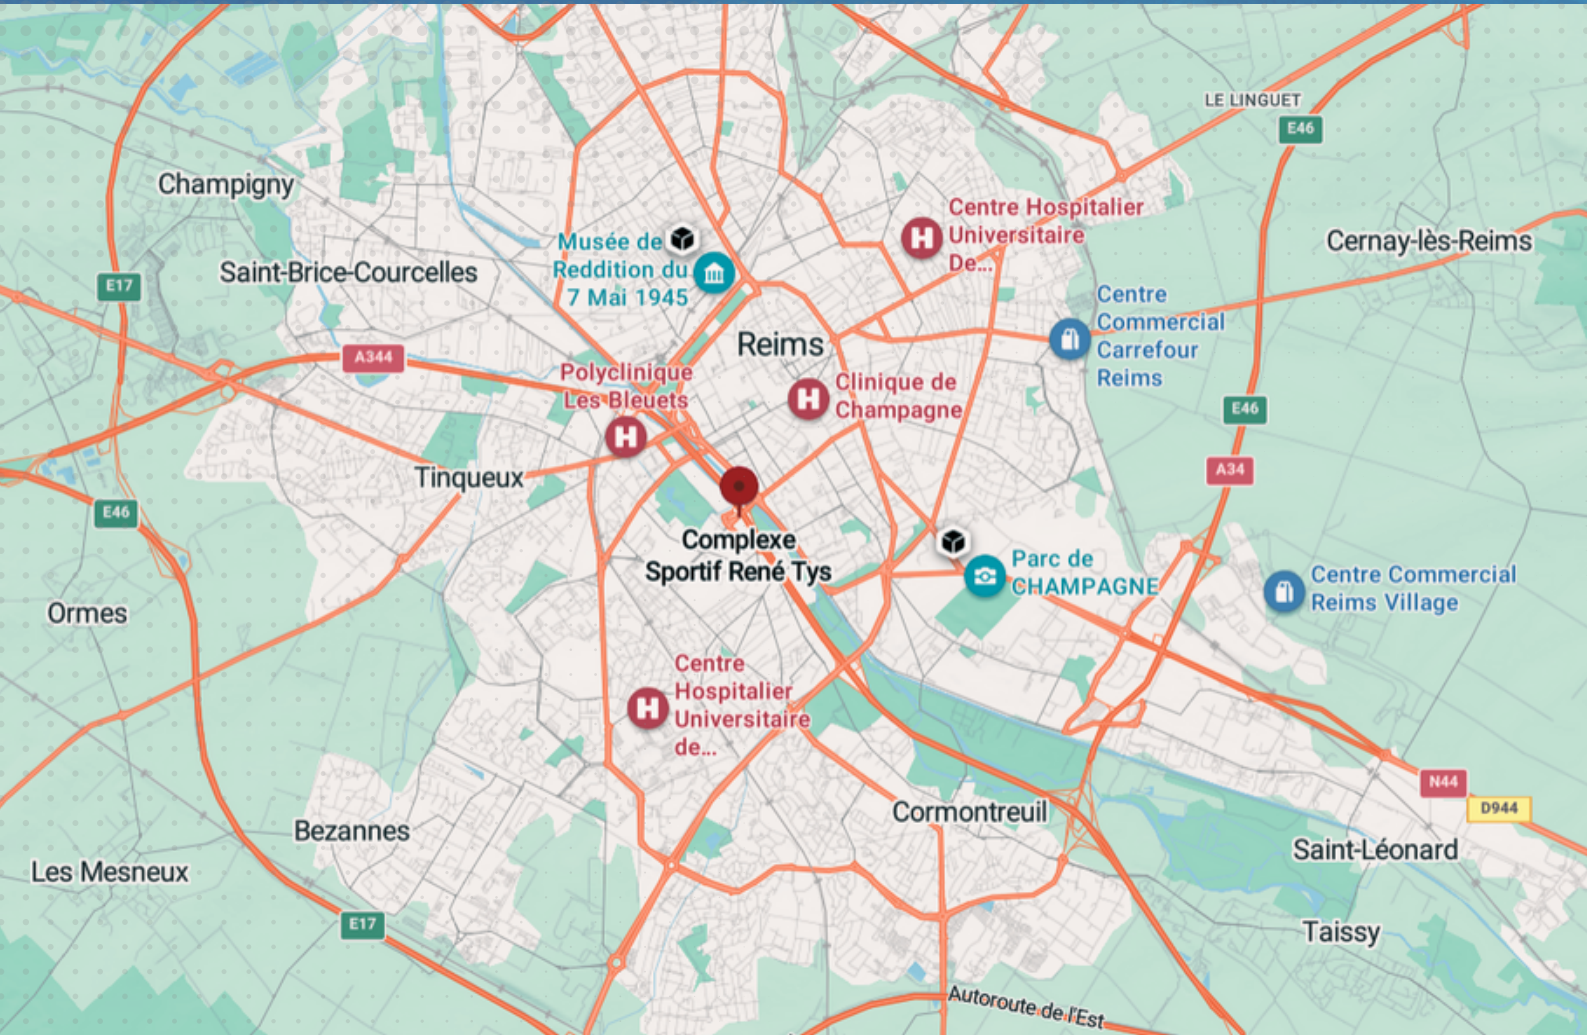 LE LINGUET
E46
Champigny
Centre Hospitalier
Universitaire
De...
Cernay-lès-Reims
Musée de
Reddition du
7 Mai 1945
Saint-Brice-Courcelles
E17
Centre
Commercial
Carrefour
Reims
Reims
A344
Polyclinique
Les Bleuets
Clinique de
Champagne
E46
Tinqueux
A34
E46
Complexe
Sportif René Tys
Parc de
CHAMPAGNE
Centre Commercial
Reims Village
Ormes
Centre
Hospitalier
Universitaire
de...
N44
D944
Cormontreuil
Bezannes
Saint-Léonard
Les Mesneux
E17
Taissy
Autoroute de l'Est